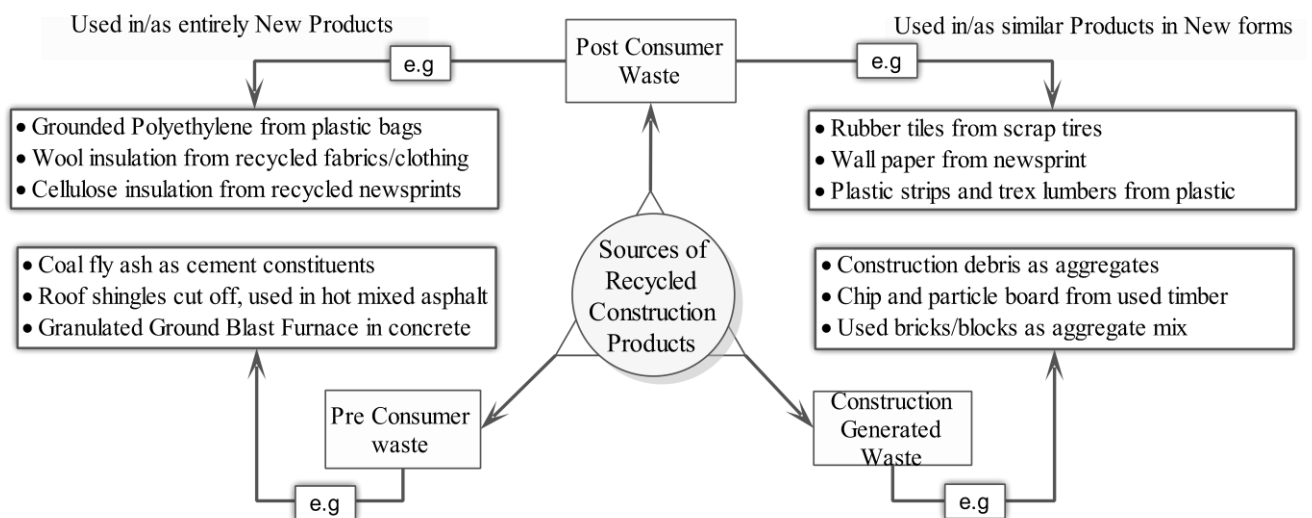 Used in/as entirely New Products
Used in/as similar Products in New forms
Post Consumer
Waste
e.g
e.g
• Grounded Polyethylene from plastic bags
• Wool insulation from recycled fabrics/clothing
• Cellulose insulation from recycled newsprints
• Rubber tiles from scrap tires
• Wall paper from newsprint
• Plastic strips and trex lumbers from plastic
Sources of
Recycled
Construction
Products
• Coal fly ash as cement constituents
• Roof shingles cut off, used in hot mixed asphalt
• Granulated Ground Blast Furnace in concrete
• Construction debris as aggregates
• Chip and particle board from used timber
• Used bricks/blocks as aggregate mix
Pre Consumer
waste
Construction
Generated
Waste
e.g
e.g